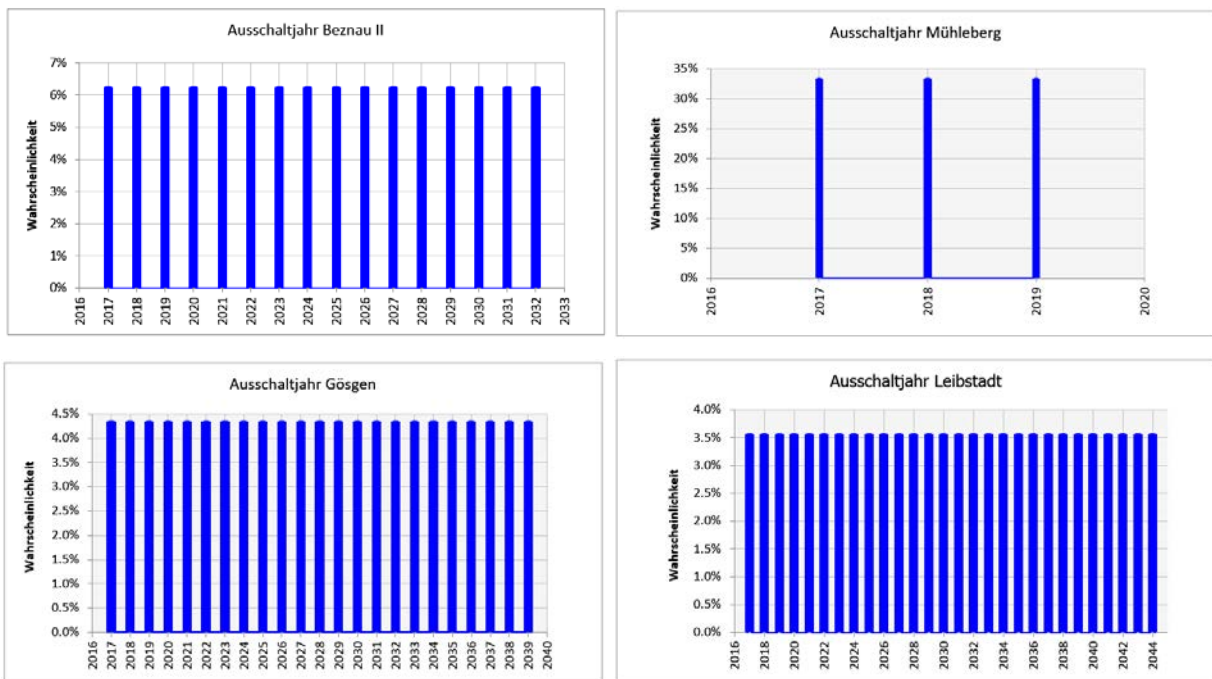 Ausschaltjahr Beznau II
Wahrscheinlichkeit
7%
6%
5%
4%
3%
2%
1%
0%
2016 2017 2018 2019 2020 2021 2022 2023 2024 2025 2026 2027 2028 2029 2030 2031 2032 2033
Ausschaltjahr Mühleberg
Wahrscheinlichkeit
35%
30%
25%
20%
15%
10%
5%
0%
2016 2017 2018 2019 2020
Ausschaltjahr Gösgen
Wahrscheinlichkeit
4.5%
4.0%
3.5%
3.0%
2.5%
2.0%
1.5%
1.0%
0.5%
0.0%
2016 2017 2018 2019 2020 2021 2022 2023 2024 2025 2026 2027 2028 2029 2030 2031 2032 2033 2034 2035 2036 2037 2038 2039 2040
Ausschaltjahr Leibstadt
Wahrscheinlichkeit
4.0%
3.5%
3.0%
2.5%
2.0%
1.5%
1.0%
0.5%
0.0%
2016 2018 2020 2022 2024 2026 2028 2030 2032 2034 2036 2038 2040 2042 2044